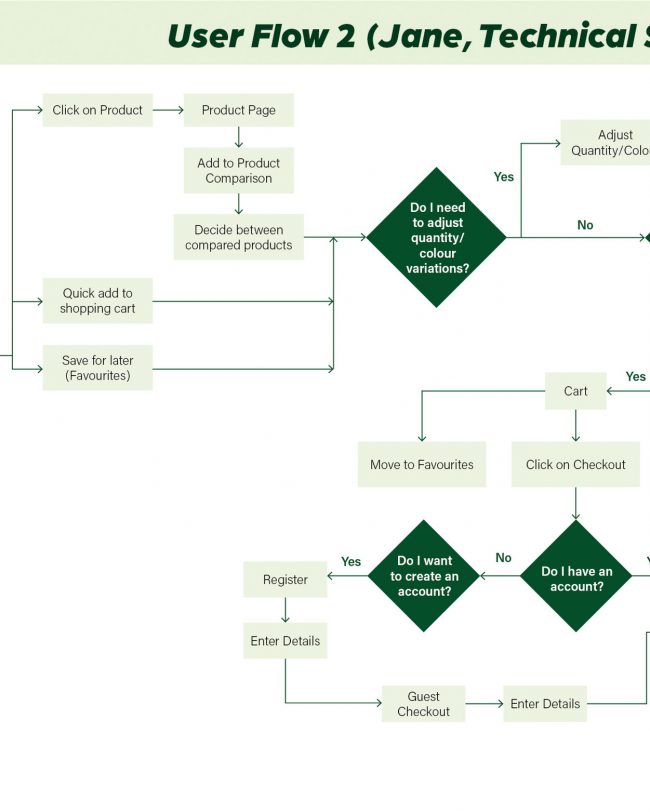 User Flow 2 (Jane, Technical S
Click on Product
Product Page
Add to Product
Comparison
Decide between
compared products
Quick add to
shopping cart
Save for later
(Favourites)
Do I need
to adjust
quantity/
colour
variations?
Yes
Adjust
Quantity/Colo
No
Yes
Cart
Move to Favourites
Click on Checkout
Do I have an
account?
No
Do I want
to create an
account?
Yes
Register
Enter Details
Guest
Checkout
Enter Details